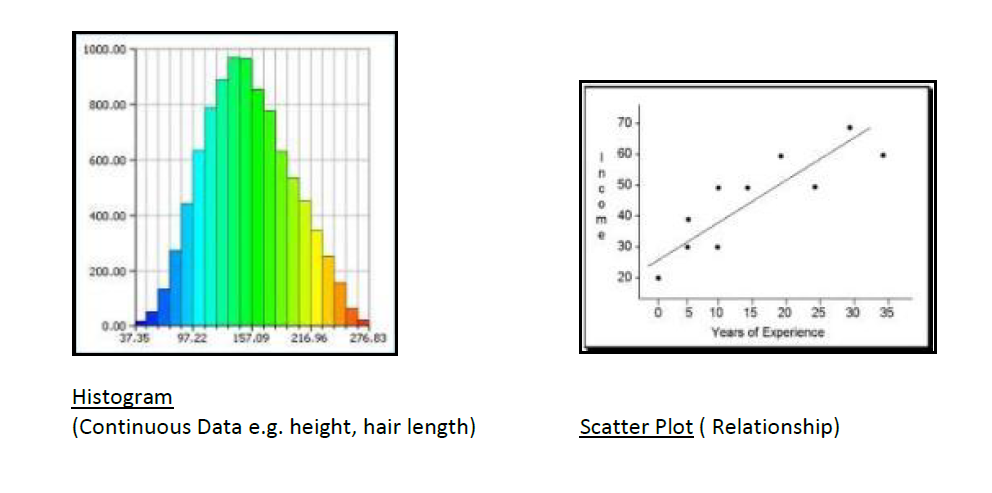 1000.00
800.00
600.00
400.00
200.00
0.00
37.35 97.22 157.09 216.96 276.83
Histogram
(Continuous Data e.g. height, hair length)
Income
70
60
50
40
30
20
0 5 10 15 20 25 30 35
Years of Experience
Scatter Plot ( Relationship)